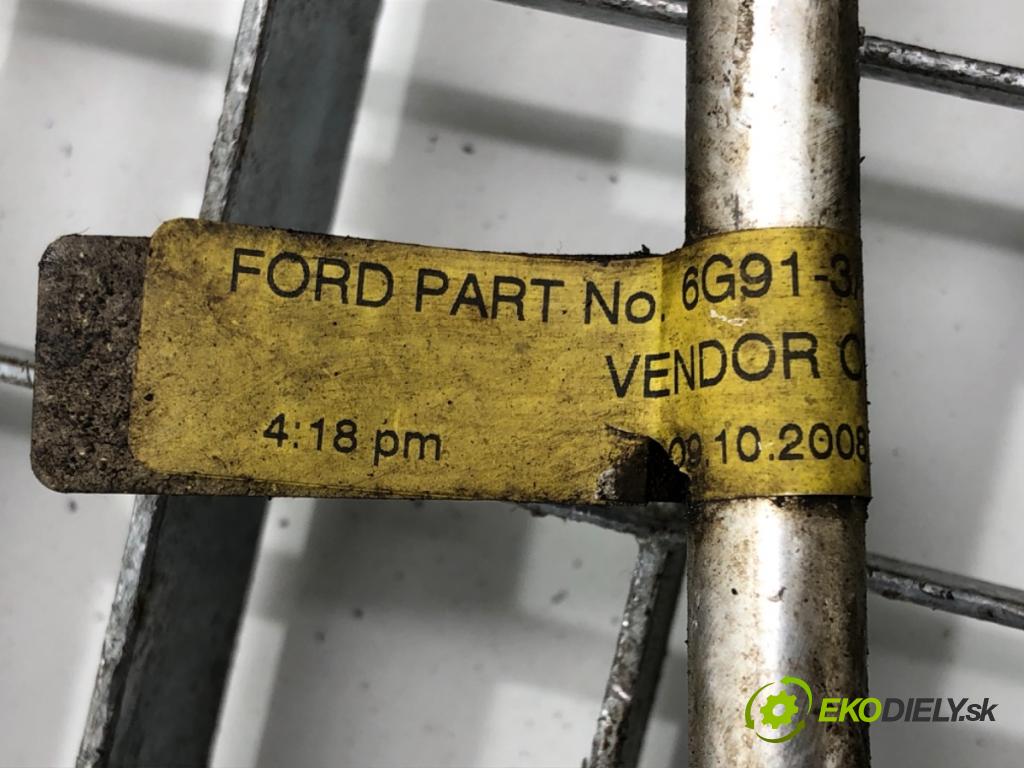 FORD PART No. 6G91-3
VENDOR
4:18 pm 09.10.2008
EKODIELY.sk